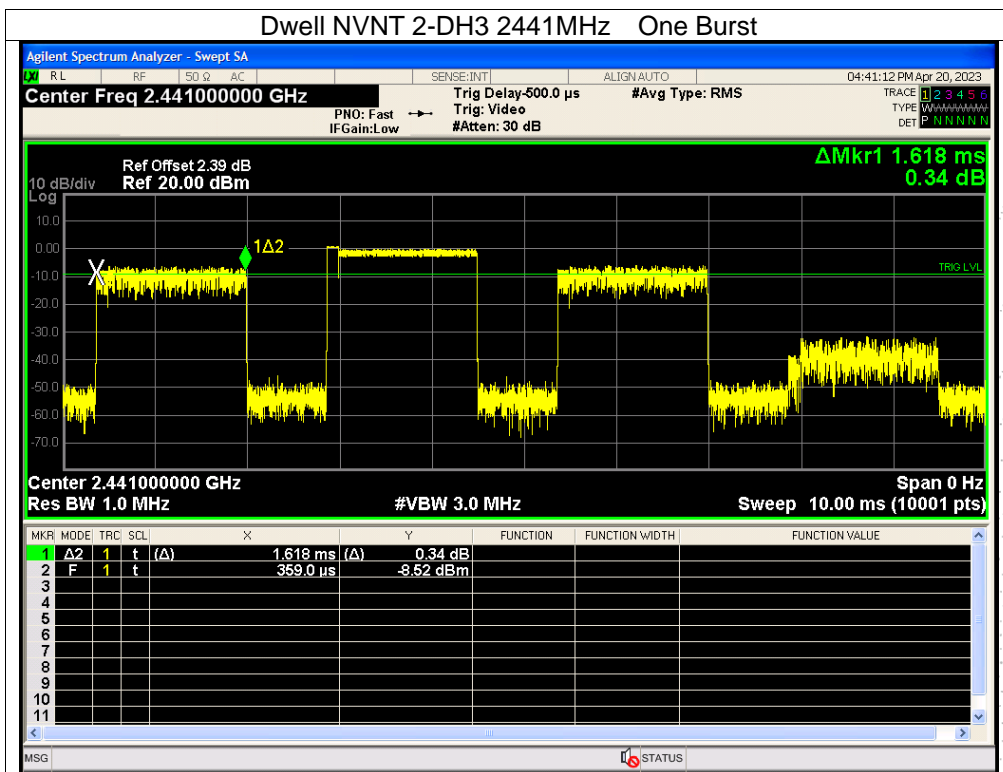 Dwell NVNT 2-DH3 2441MHz One Burst
Agilent Spectrum Analyzer - Swept SA
LXI RL RF 50 Ω AC SENSE:INT ALIGN AUTO 04:41:12 PM Apr 20, 2023
Center Freq 2.441000000 GHz Trig Delay-500.0 µs #Avg Type: RMS TRACE 1 2 3 4 5 6
PNO: Fast Trig: Video TYPE WWWWWWW
IFGain:Low #Atten: 30 dB DET P N N N N N
ΔMkr1 1.618 ms
0.34 dB
Ref Offset 2.39 dB
10 dB/div Ref 20.00 dBm
Log
10.0
0.00
1Δ2
-10.0
TRIG LVL
-20.0
-30.0
-40.0
-50.0
-60.0
-70.0
Center 2.441000000 GHz Span 0 Hz
Res BW 1.0 MHz #VBW 3.0 MHz Sweep 10.00 ms (10001 pts)
MKR MODE TRC SCL X Y FUNCTION FUNCTION WIDTH FUNCTION VALUE
1 Δ2 1 t (Δ) 1.618 ms (Δ) 0.34 dB
2 F 1 t 359.0 µs -8.52 dBm
3
4
5
6
7
8
9
10
11
MSG STATUS